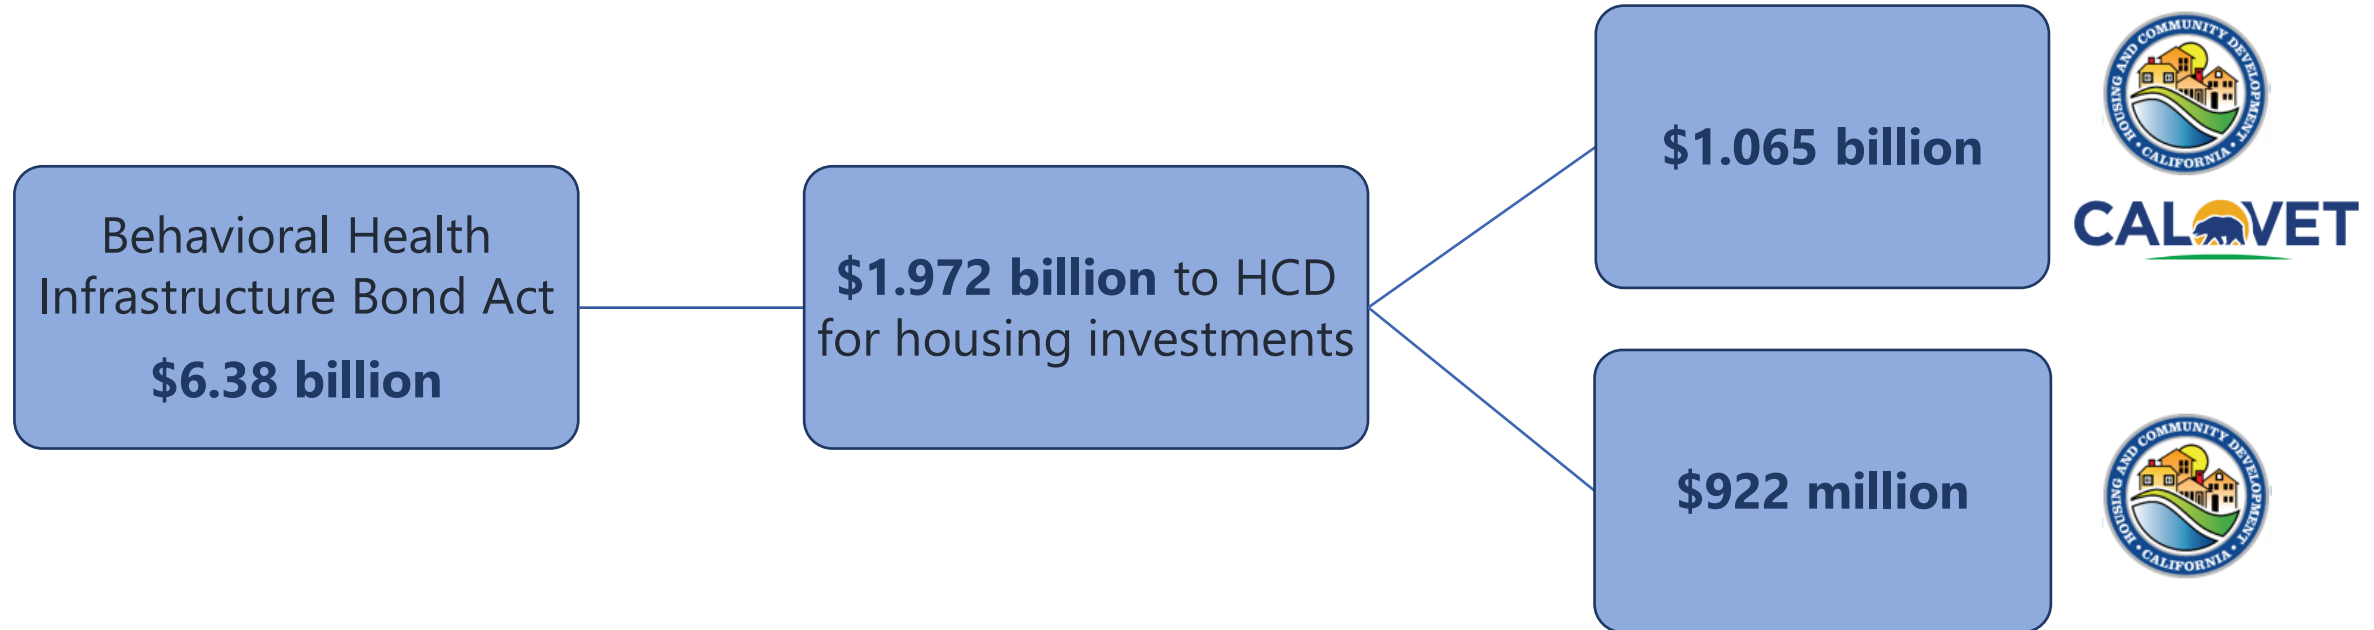 Behavioral Health
Infrastructure Bond Act
$6.38 billion
$1.972 billion to HCD
for housing investments
$1.065 billion
HOUSING AND COMMUNITY DEVELOPMENT
• CALIFORNIA •
CALVET
$922 million
HOUSING AND COMMUNITY DEVELOPMENT
• CALIFORNIA •